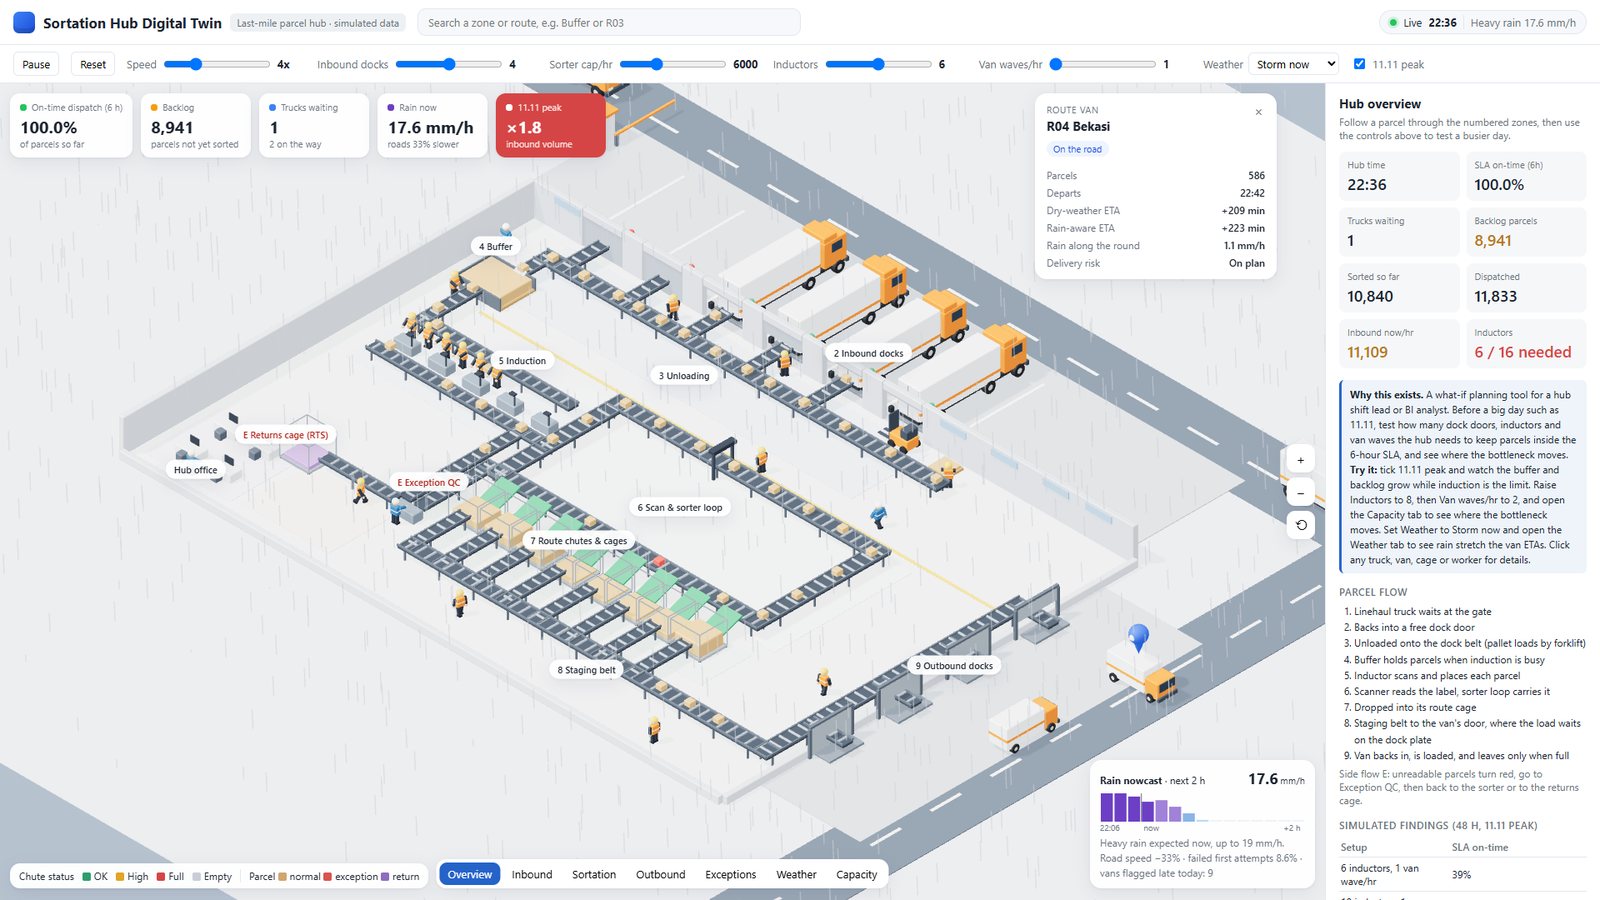 Sortation Hub Digital Twin
Last-mile parcel hub · simulated data
Search a zone or route, e.g. Buffer or R03
Live 22:36 Heavy rain 17.6 mm/h
Pause Reset Speed 4x Inbound docks 4 Sorter cap/hr 6000 Inductors 6 Van waves/hr 1 Weather Storm now 11.11 peak
On-time dispatch (6 h)
100.0%
of parcels so far
Backlog
8,941
parcels not yet sorted
Trucks waiting
1
2 on the way
Rain now
17.6 mm/h
roads 33% slower
11.11 peak
×1.8
inbound volume
ROUTE VAN
R04 Bekasi
×
On the road
Parcels 586
Departs 22:42
Dry-weather ETA +209 min
Rain-aware ETA +223 min
Rain along the round 1.1 mm/h
Delivery risk On plan
4 Buffer
5 Induction
3 Unloading
2 Inbound docks
E Returns cage (RTS)
Hub office
E Exception QC
6 Scan & sorter loop
7 Route chutes & cages
8 Staging belt
9 Outbound docks
+
−
Rain nowcast · next 2 h 17.6 mm/h
22:06 now +2 h
Heavy rain expected now, up to 19 mm/h.
Road speed −33% · failed first attempts 8.6% ·
vans flagged late today: 9
Chute status OK High Full Empty Parcel normal exception return
Overview Inbound Sortation Outbound Exceptions Weather Capacity
Hub overview
Follow a parcel through the numbered zones, then use
the controls above to test a busier day.
Hub time
22:36
SLA on-time (6h)
100.0%
Trucks waiting
1
Backlog parcels
8,941
Sorted so far
10,840
Dispatched
11,833
Inbound now/hr
11,109
Inductors
6 / 16 needed
Why this exists. A what-if planning tool for a hub
shift lead or BI analyst. Before a big day such as
11.11, test how many dock doors, inductors and
van waves the hub needs to keep parcels inside the
6-hour SLA, and see where the bottleneck moves.
Try it: tick 11.11 peak and watch the buffer and
backlog grow while induction is the limit. Raise
Inductors to 8, then Van waves/hr to 2, and open
the Capacity tab to see where the bottleneck
moves. Set Weather to Storm now and open the
Weather tab to see rain stretch the van ETAs. Click
any truck, van, cage or worker for details.
PARCEL FLOW
1. Linehaul truck waits at the gate
2. Backs into a free dock door
3. Unloaded onto the dock belt (pallet loads by forklift)
4. Buffer holds parcels when induction is busy
5. Inductor scans and places each parcel
6. Scanner reads the label, sorter loop carries it
7. Dropped into its route cage
8. Staging belt to the van's door, where the load waits
on the dock plate
9. Van backs in, is loaded, and leaves only when full
Side flow E: unreadable parcels turn red, go to
Exception QC, then back to the sorter or to the returns
cage.
SIMULATED FINDINGS (48 H, 11.11 PEAK)
Setup SLA on-time
6 inductors, 1 van
wave/hr
39%